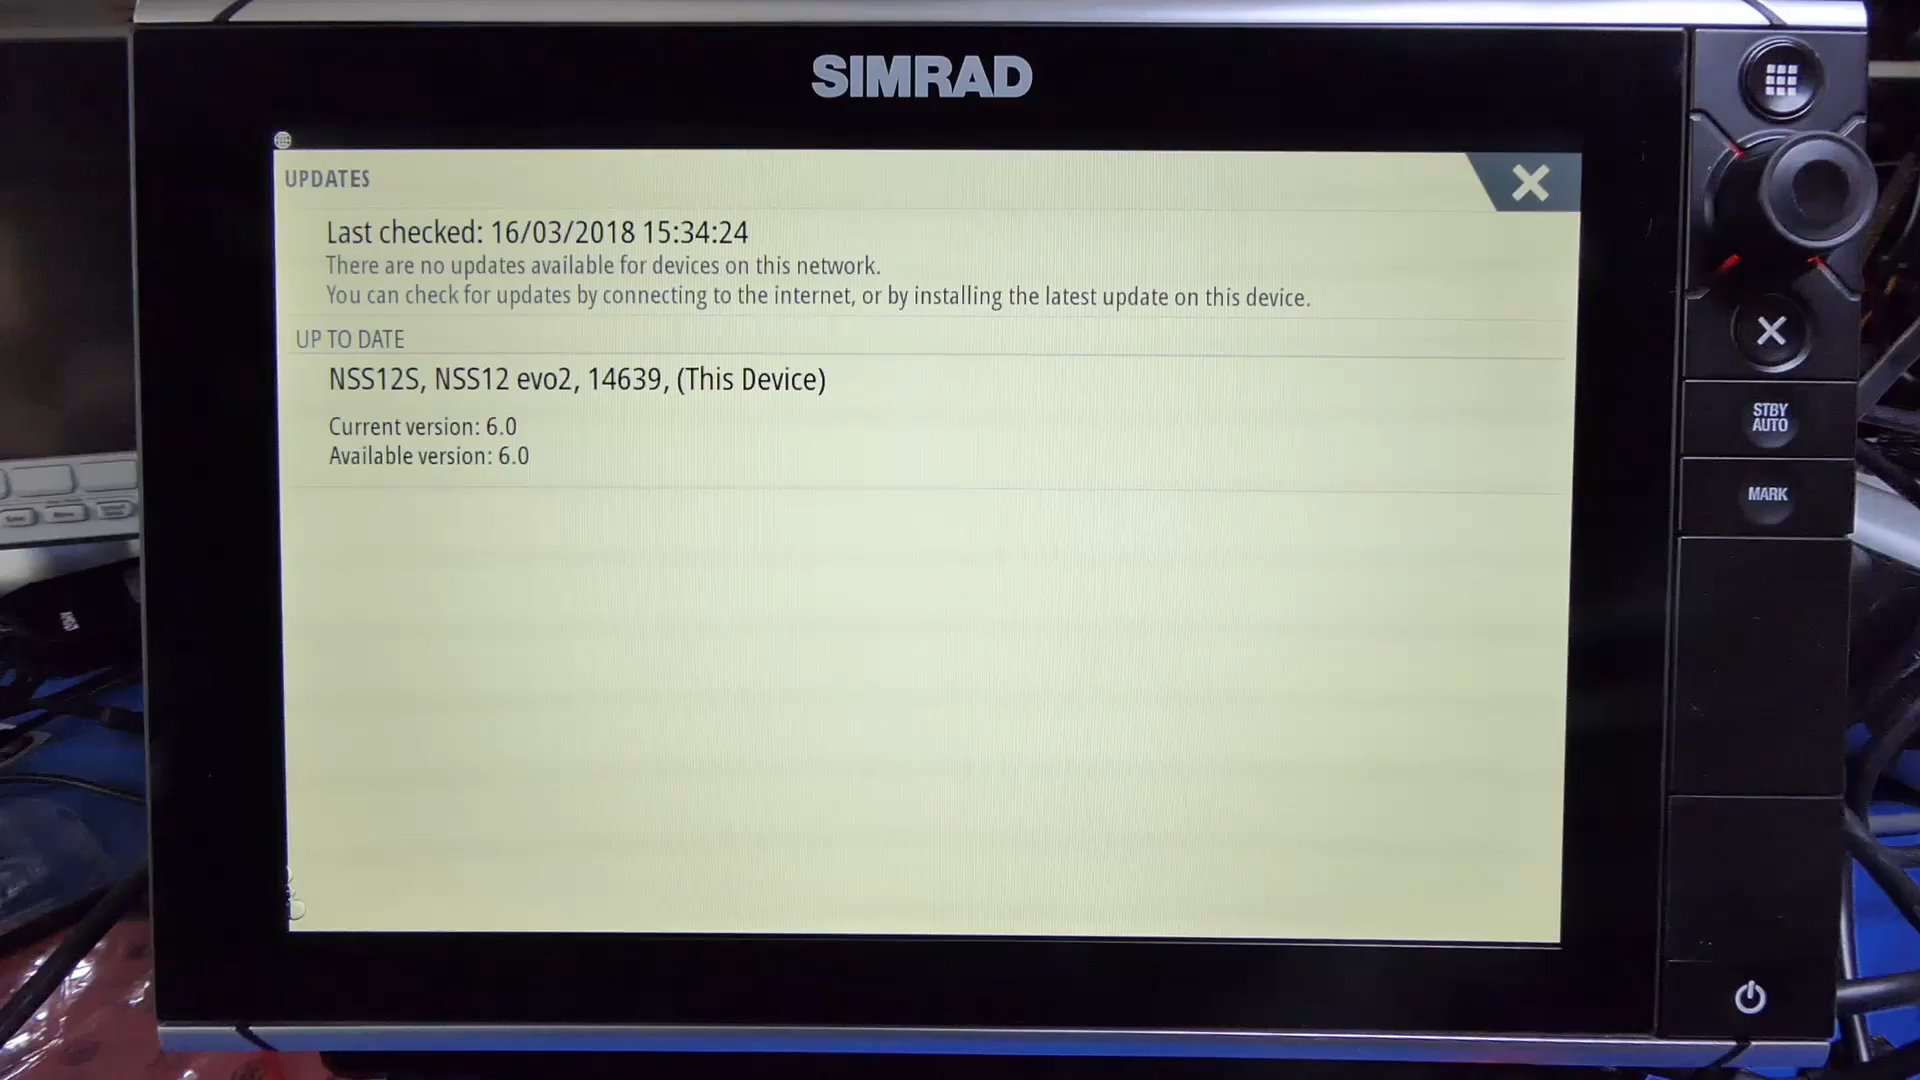 SIMRAD
UPDATES
Last checked: 16/03/2018 15:34:24
There are no updates available for devices on this network.
You can check for updates by connecting to the internet, or by installing the latest update on this device.
UP TO DATE
NSS12S, NSS12 evo2, 14639, (This Device)
Current version: 6.0
Available version: 6.0
STBY
AUTO
MARK